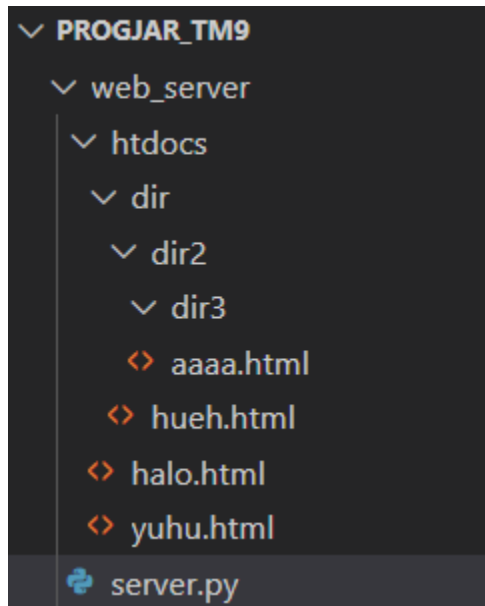 PROGJAR_TM9
web_server
htdocs
dir
dir2
dir3
aaaa.html
hueh.html
halo.html
yuhu.html
server.py